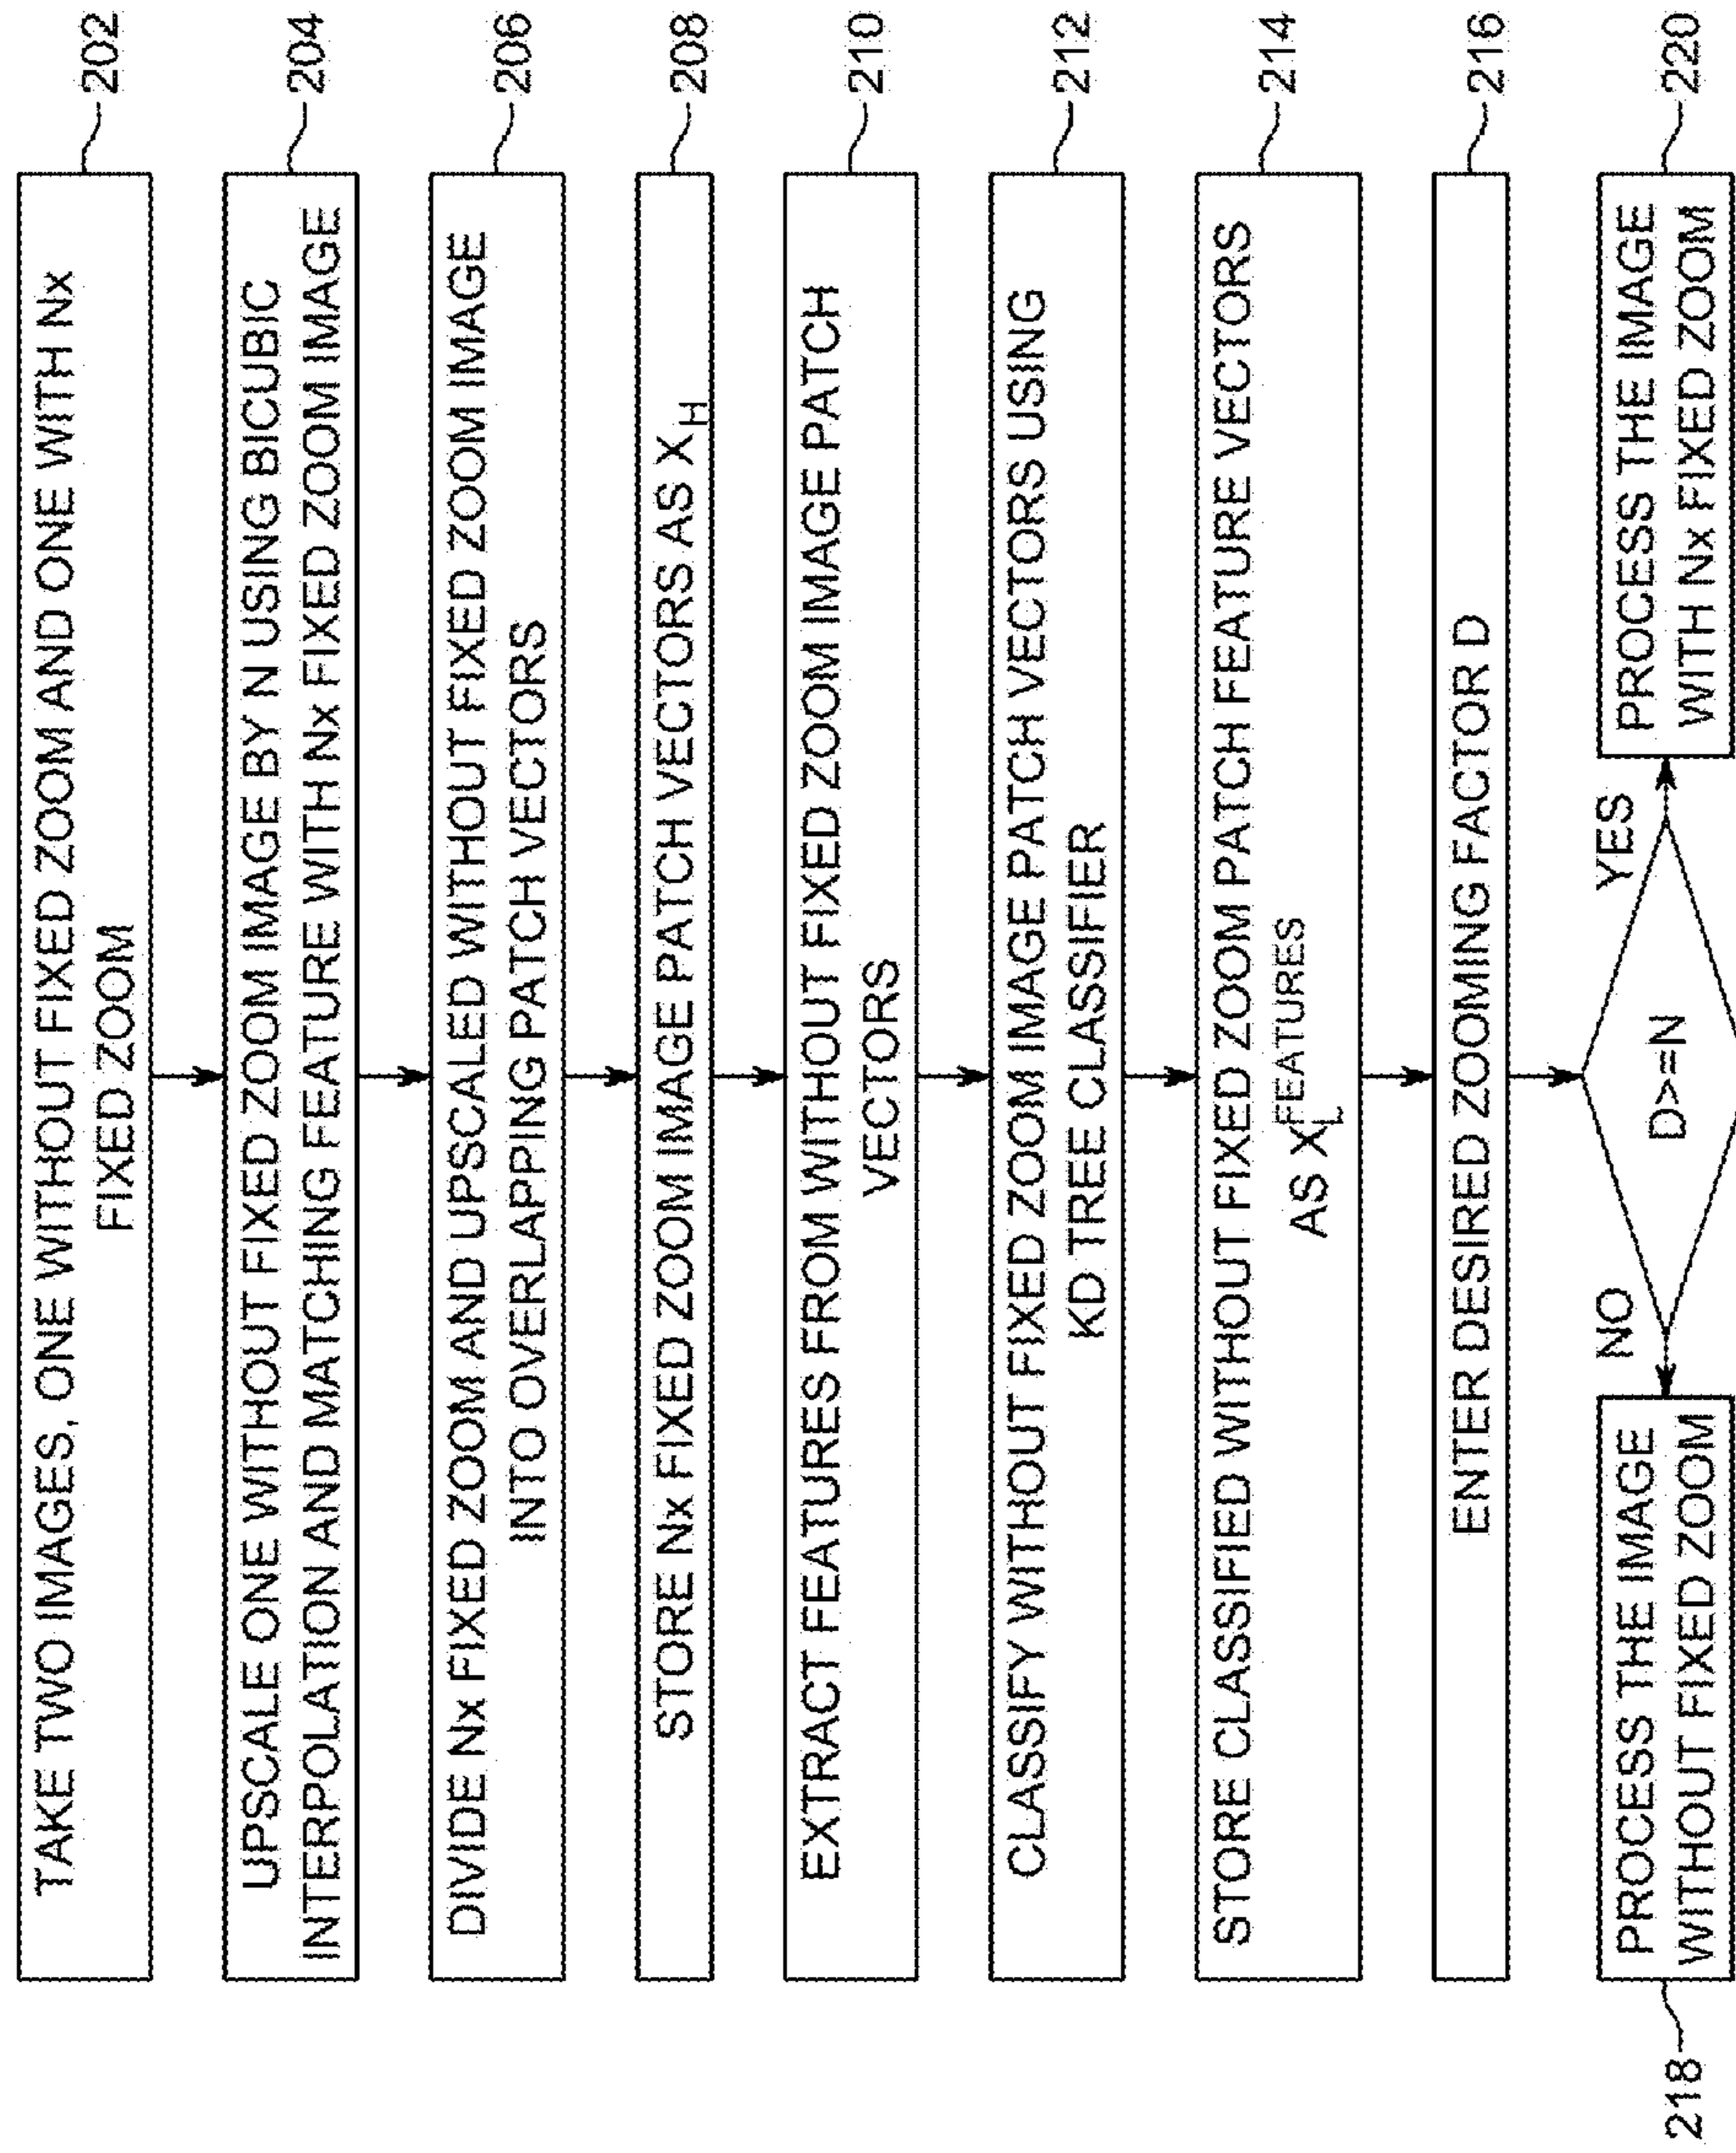 TAKE TWO IMAGES, ONE WITHOUT FIXED ZOOM AND ONE WITH Nx
FIXED ZOOM
202
UPSCALE ONE WITHOUT FIXED ZOOM IMAGE BY N USING BICUBIC
INTERPOLATION AND MATCHING FEATURE WITH Nx FIXED ZOOM IMAGE
204
DIVIDE Nx FIXED ZOOM AND UPSCALED WITHOUT FIXED ZOOM IMAGE
INTO OVERLAPPING PATCH VECTORS
206
STORE Nx FIXED ZOOM IMAGE PATCH VECTORS AS X_H
208
EXTRACT FEATURES FROM WITHOUT FIXED ZOOM IMAGE PATCH
VECTORS
210
CLASSIFY WITHOUT FIXED ZOOM IMAGE PATCH VECTORS USING
KD TREE CLASSIFIER
212
STORE CLASSIFIED WITHOUT FIXED ZOOM PATCH FEATURE VECTORS
AS X_L^FEATURES
214
ENTER DESIRED ZOOMING FACTOR D
216
D>=N
NO
YES
218
PROCESS THE IMAGE
WITHOUT FIXED ZOOM
PROCESS THE IMAGE
WITH Nx FIXED ZOOM
220